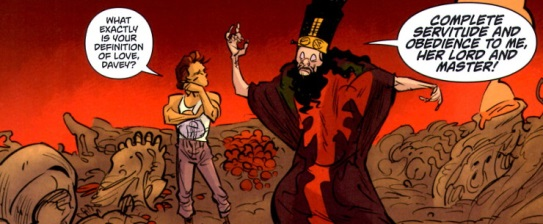 WHAT
EXACTLY
IS YOUR
DEFINITION
OF LOVE,
DAVEY?
COMPLETE
SERVITUDE AND
OBEDIENCE TO ME,
HER LORD AND
MASTER!